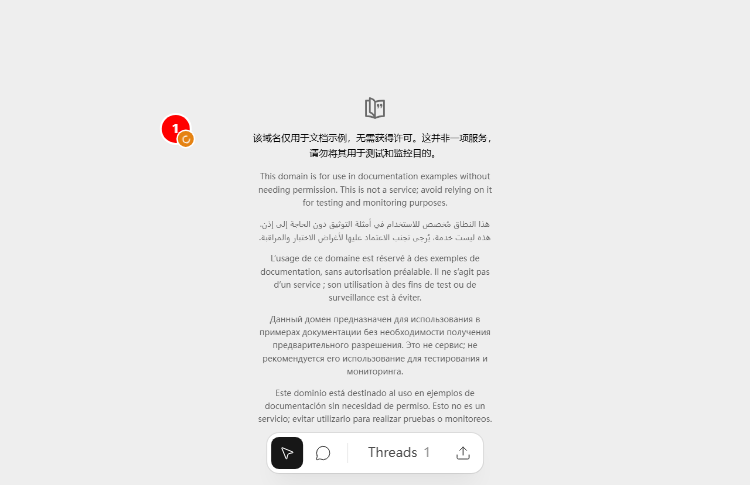 1
该域名仅用于文档示例，无需获得许可。这并非一项服务，
请勿将其用于测试和监控目的。
This domain is for use in documentation examples without
needing permission. This is not a service; avoid relying on it
for testing and monitoring purposes.
هذا النطاق مُخصص للاستخدام في أمثلة التوثيق دون الحاجة إلى إذن.
هذه ليست خدمة. يُرجى تجنب الاعتماد عليها لأغراض الاختبار والمراقبة.
L'usage de ce domaine est réservé à des exemples de
documentation, sans autorisation préalable. Il ne s'agit pas
d'un service ; son utilisation à des fins de test ou de
surveillance est à éviter.
Данный домен предназначен для использования в
примерах документации без необходимости получения
предварительного разрешения. Это не сервис; не
рекомендуется его использование для тестирования и
мониторинга.
Este dominio está destinado al uso en ejemplos de
documentación sin necesidad de permiso. Esto no es un
servicio; evitar utilizarlo para realizar pruebas o monitoreos.
Threads 1